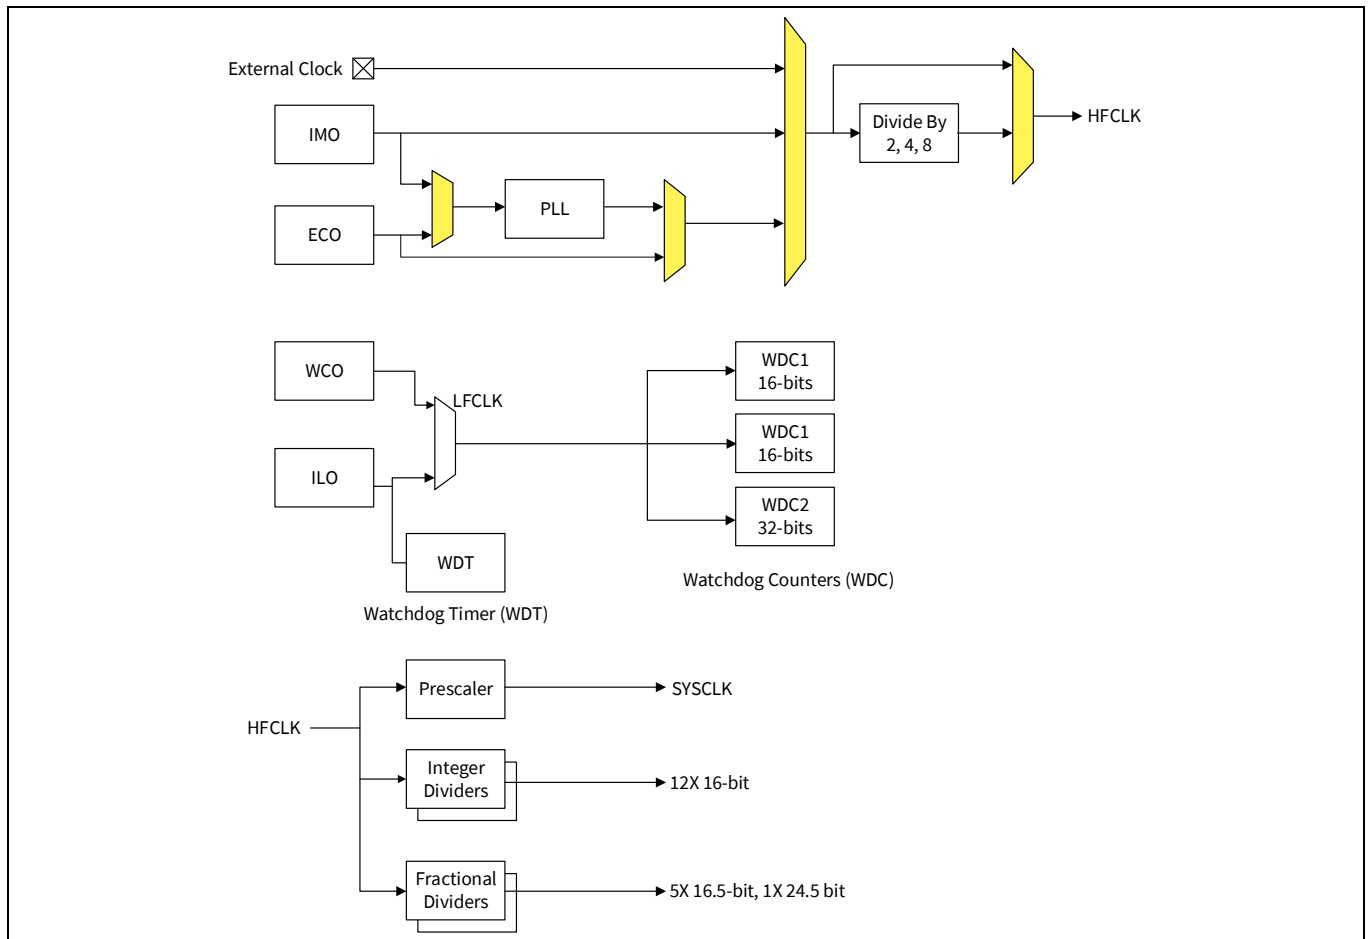 External Clock
IMO
Divide By
2, 4, 8
HFCLK
PLL
ECO
WCO
LFCLK
WDC1
16-bits
WDC1
16-bits
ILO
WDC2
32-bits
WDT
Watchdog Counters (WDC)
Watchdog Timer (WDT)
Prescaler
SYSCLK
HFCLK
Integer
Dividers
12X 16-bit
Fractional
Dividers
5X 16.5-bit, 1X 24.5 bit